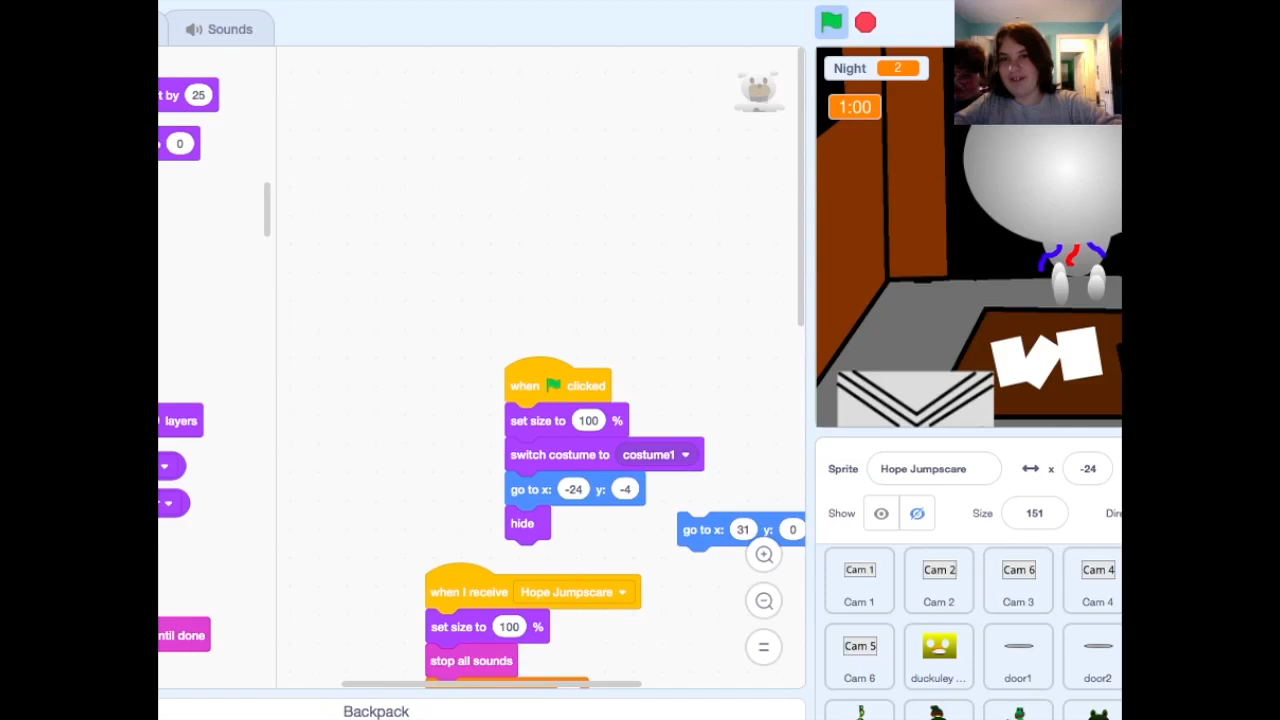 Sounds
t by 25
0
layers
ntil done
when clicked
set size to 100 %
switch costume to costume1
go to x: -24 y: -4
hide
go to x: 31 y: 0
when I receive Hope Jumpscare
set size to 100 %
stop all sounds
Backpack
Night 2
1:00
Sprite Hope Jumpscare x -24
Show Size 151 Dire
Cam 1 Cam 2 Cam 6 Cam 4
Cam 1 Cam 2 Cam 3 Cam 4
Cam 5
Cam 6 duckuley ... door1 door2